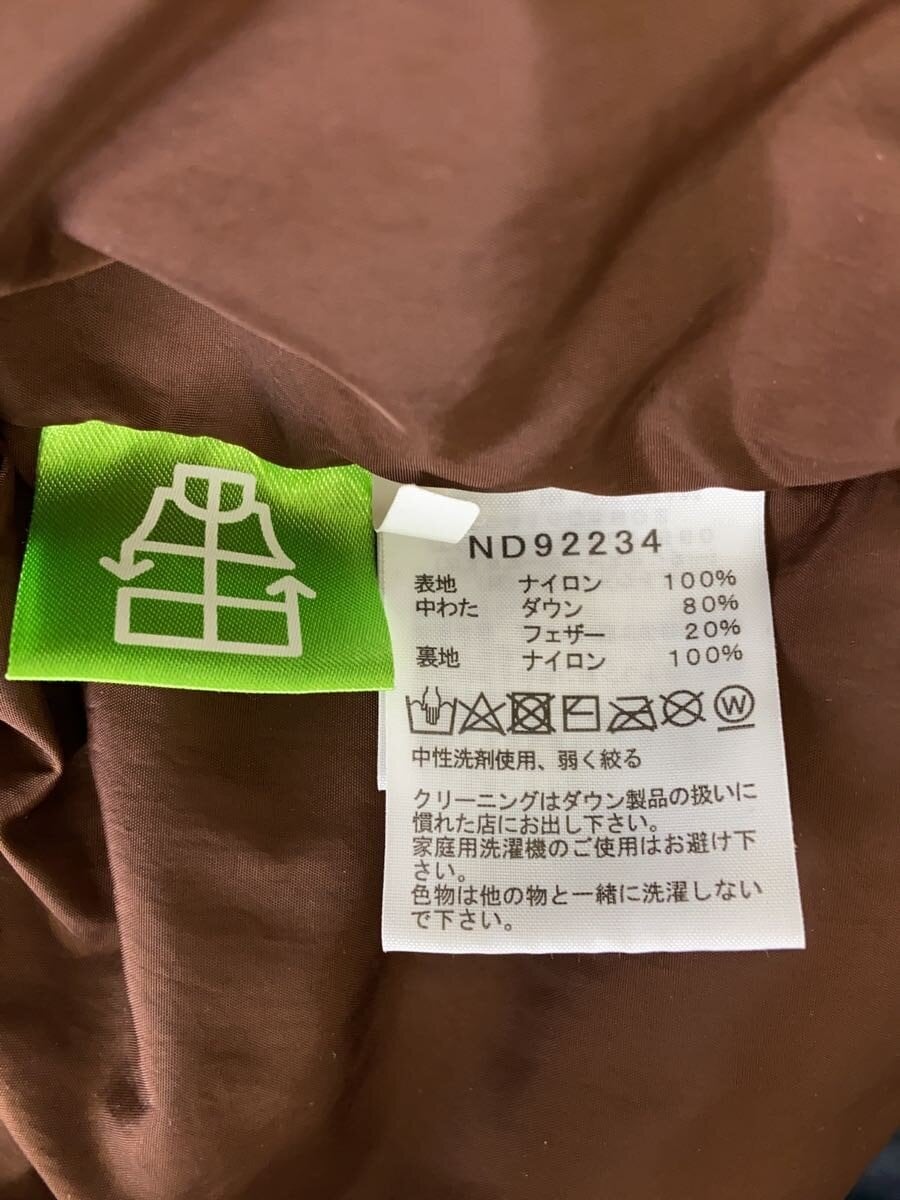 ND92234
表地 ナイロン 100%
中わた ダウン 80%
フェザー 20%
裏地 ナイロン 100%
W
中性洗剤使用、弱く絞る
クリーニングはダウン製品の扱いに
慣れた店にお出し下さい。
家庭用洗濯機のご使用はお避け下
さい。
色物は他の物と一緒に洗濯しない
で下さい。